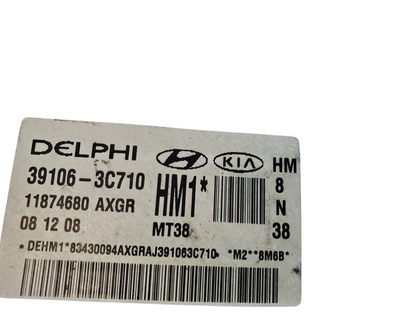 DELPHI KIA HM
39106-3C710 HM1* 8
11874680 AXGR N
08 12 08 MT38 38
*DEHM1*83430094AXGRAJ391063C710 *M2**8M6B*